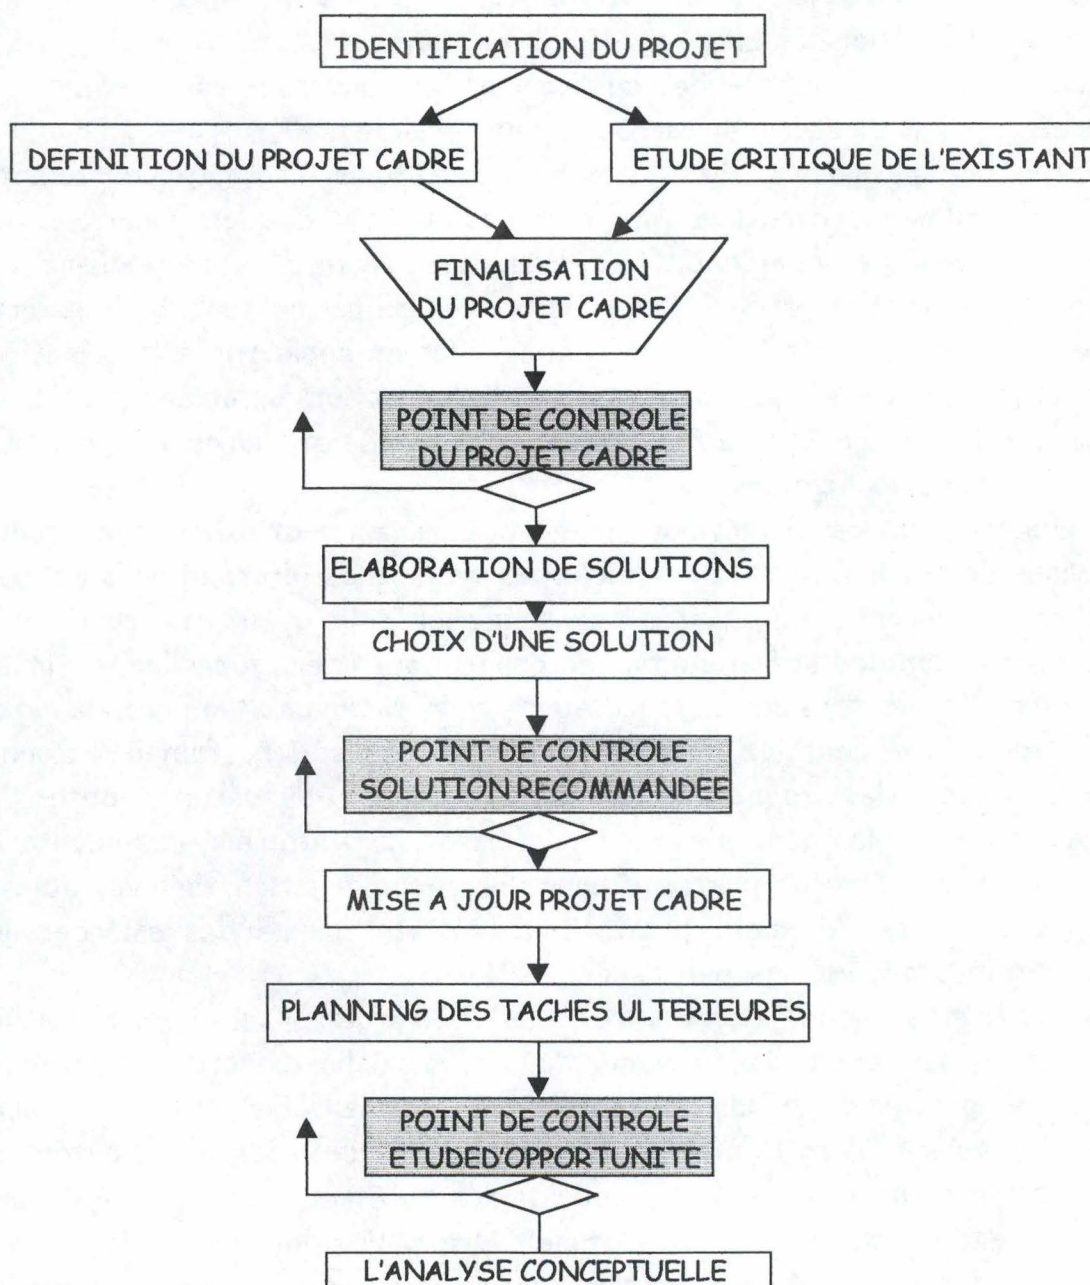 IDENTIFICATION DU PROJET
DEFINITION DU PROJET CADRE
ETUDE CRITIQUE DE L'EXISTANT
FINALISATION
DU PROJET CADRE
POINT DE CONTROLE
DU PROJET CADRE
ELABORATION DE SOLUTIONS
CHOIX D'UNE SOLUTION
POINT DE CONTROLE
SOLUTION RECOMMANDEE
MISE A JOUR PROJET CADRE
PLANNING DES TACHES ULTERIEURES
POINT DE CONTROLE
ETUDED'OPPORTUNITE
L'ANALYSE CONCEPTUELLE